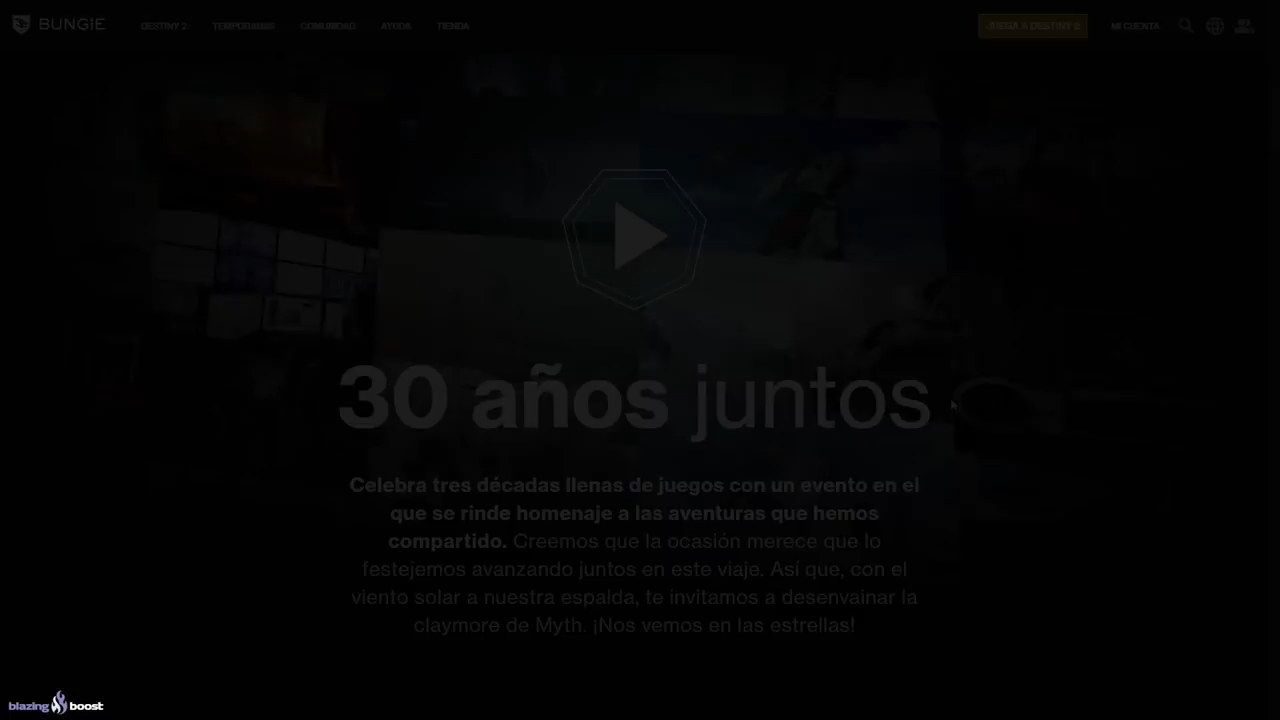 BUNGiE DESTINY 2 TEMPORADAS COMUNIDAD AYUDA TIENDA JUEGA A DESTINY 2 MI CUENTA
30 años juntos
Celebra tres décadas llenas de juegos con un evento en el
que se rinde homenaje a las aventuras que hemos
compartido. Creemos que la ocasión merece que lo
festejemos avanzando juntos en este viaje. Así que, con el
viento solar a nuestra espalda, te invitamos a desenvainar la
claymore de Myth. ¡Nos vemos en las estrellas!
blazing boost